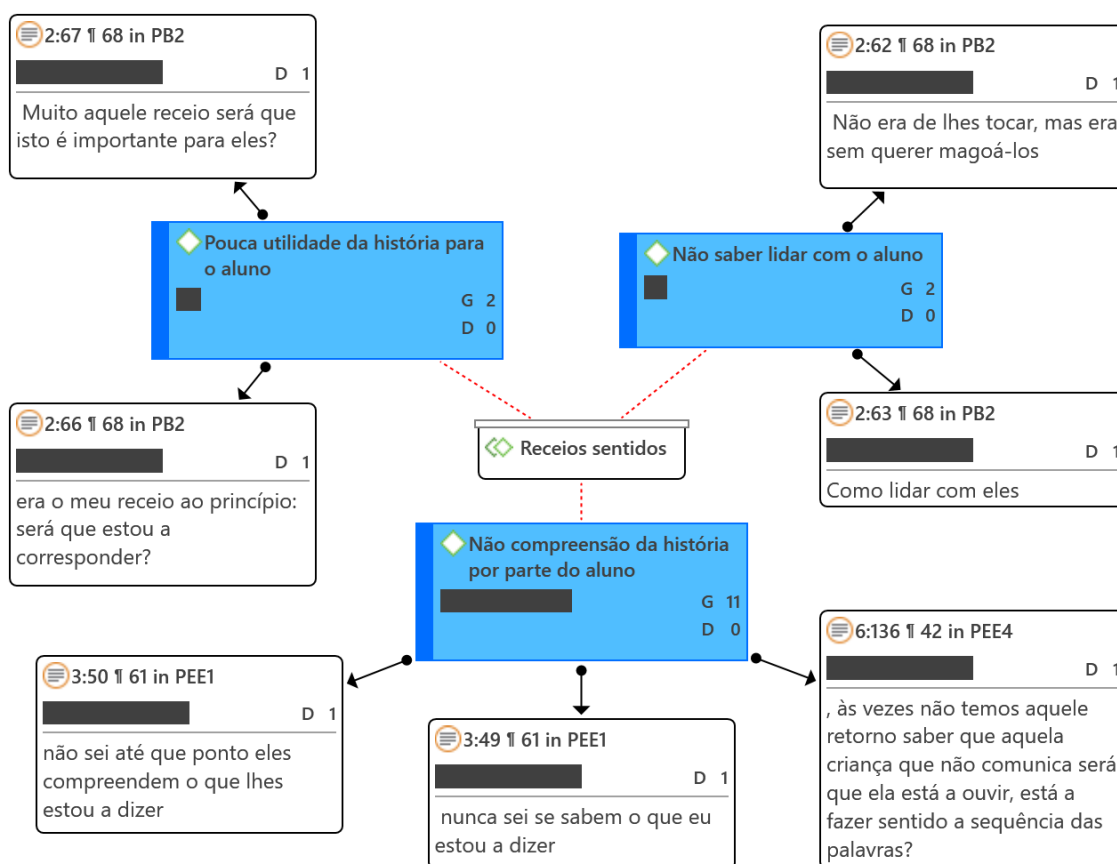 2:67 ¶ 68 in PB2
D 1
Muito aquele receio será que
isto é importante para eles?
2:62 ¶ 68 in PB2
D 1
Não era de lhes tocar, mas era
sem querer magoá-los
Pouca utilidade da história para
o aluno
G 2
D 0
Não saber lidar com o aluno
G 2
D 0
2:66 ¶ 68 in PB2
D 1
era o meu receio ao princípio:
será que estou a
corresponder?
Receios sentidos
2:63 ¶ 68 in PB2
D 1
Como lidar com eles
Não compreensão da história
por parte do aluno
G 11
D 0
3:50 ¶ 61 in PEE1
D 1
não sei até que ponto eles
compreendem o que lhes
estou a dizer
3:49 ¶ 61 in PEE1
D 1
nunca sei se sabem o que eu
estou a dizer
6:136 ¶ 42 in PEE4
D 1
, às vezes não temos aquele
retorno saber que aquela
criança que não comunica será
que ela está a ouvir, está a
fazer sentido a sequência das
palavras?